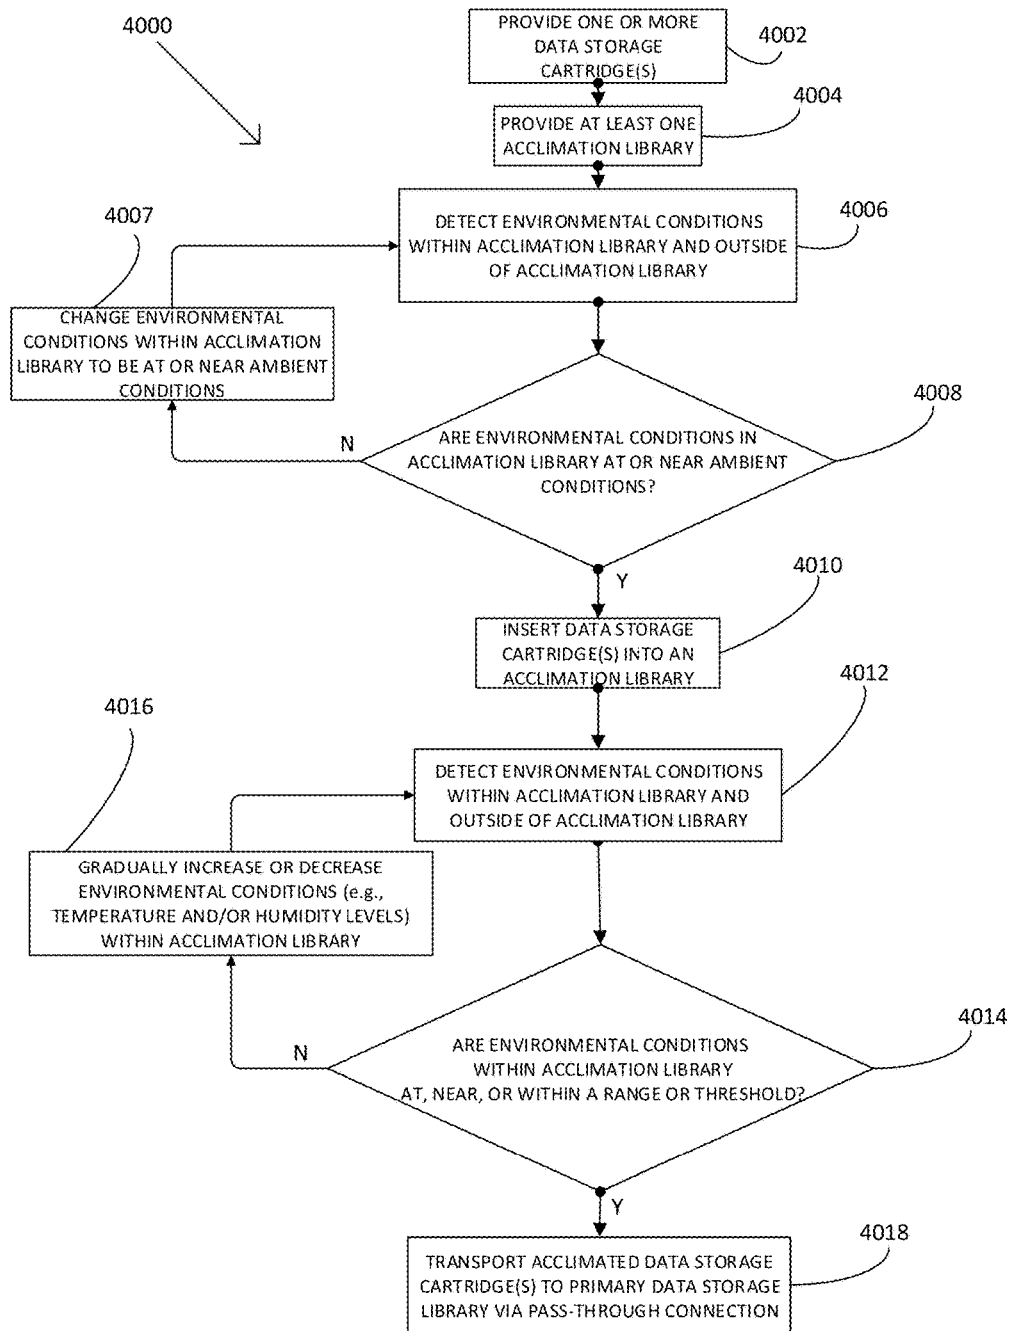 4000
PROVIDE ONE OR MORE
DATA STORAGE
CARTRIDGE(S)
4002
4004
PROVIDE AT LEAST ONE
ACCLIMATION LIBRARY
4006
DETECT ENVIRONMENTAL CONDITIONS
WITHIN ACCLIMATION LIBRARY AND OUTSIDE
OF ACCLIMATION LIBRARY
4007
CHANGE ENVIRONMENTAL
CONDITIONS WITHIN ACCLIMATION
LIBRARY TO BE AT OR NEAR AMBIENT
CONDITIONS
4008
N
ARE ENVIRONMENTAL CONDITIONS IN
ACCLIMATION LIBRARY AT OR NEAR AMBIENT
CONDITIONS?
Y
4010
INSERT DATA STORAGE
CARTRIDGE(S) INTO AN
ACCLIMATION LIBRARY
4012
DETECT ENVIRONMENTAL CONDITIONS
WITHIN ACCLIMATION LIBRARY AND
OUTSIDE OF ACCLIMATION LIBRARY
4016
GRADUALLY INCREASE OR DECREASE
ENVIRONMENTAL CONDITIONS (e.g.,
TEMPERATURE AND/OR HUMIDITY LEVELS)
WITHIN ACCLIMATION LIBRARY
4014
N
ARE ENVIRONMENTAL CONDITIONS
WITHIN ACCLIMATION LIBRARY
AT, NEAR, OR WITHIN A RANGE OR THRESHOLD?
Y
4018
TRANSPORT ACCLIMATED DATA STORAGE
CARTRIDGE(S) TO PRIMARY DATA STORAGE
LIBRARY VIA PASS-THROUGH CONNECTION